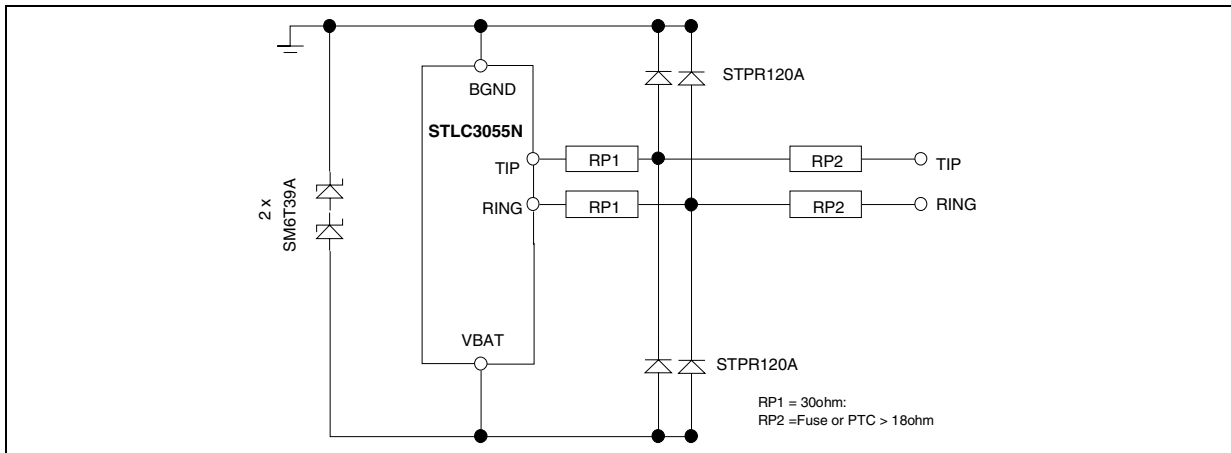 BGND
STPR120A
STLC3055N
TIP
RP1
RP2
TIP
RING
RP1
RP2
RING
2 x
SM6T39A
VBAT
STPR120A
RP1 = 30ohm:
RP2 =Fuse or PTC > 18ohm